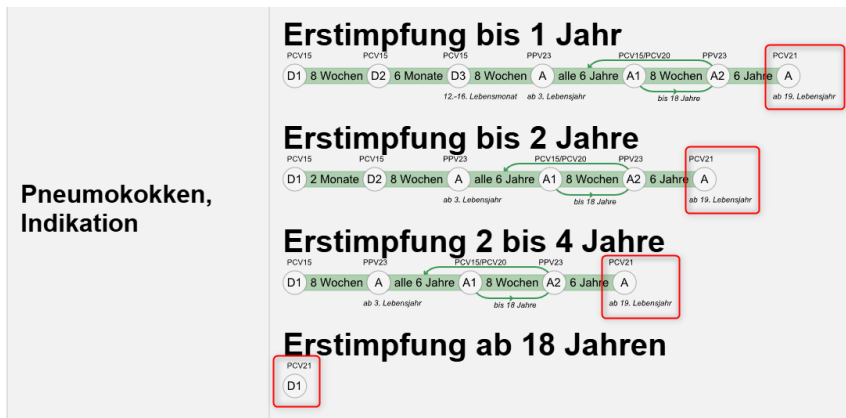 Pneumokokken,
Indikation
Erstimpfung bis 1 Jahr
PCV15 PCV15 PCV15 PPV23 PCV15/PCV20 PPV23 PCV21
D1 8 Wochen D2 6 Monate D3 8 Wochen A alle 6 Jahre A1 8 Wochen A2 6 Jahre A
12.-16. Lebensmonat ab 3. Lebensjahr bis 18 Jahre ab 19. Lebensjahr
Erstimpfung bis 2 Jahre
PCV15 PCV15 PPV23 PCV15/PCV20 PPV23 PCV21
D1 2 Monate D2 8 Wochen A alle 6 Jahre A1 8 Wochen A2 6 Jahre A
ab 3. Lebensjahr bis 18 Jahre ab 19. Lebensjahr
Erstimpfung 2 bis 4 Jahre
PCV15 PPV23 PCV15/PCV20 PPV23 PCV21
D1 8 Wochen A alle 6 Jahre A1 8 Wochen A2 6 Jahre A
ab 3. Lebensjahr bis 18 Jahre ab 19. Lebensjahr
Erstimpfung ab 18 Jahren
PCV21
D1